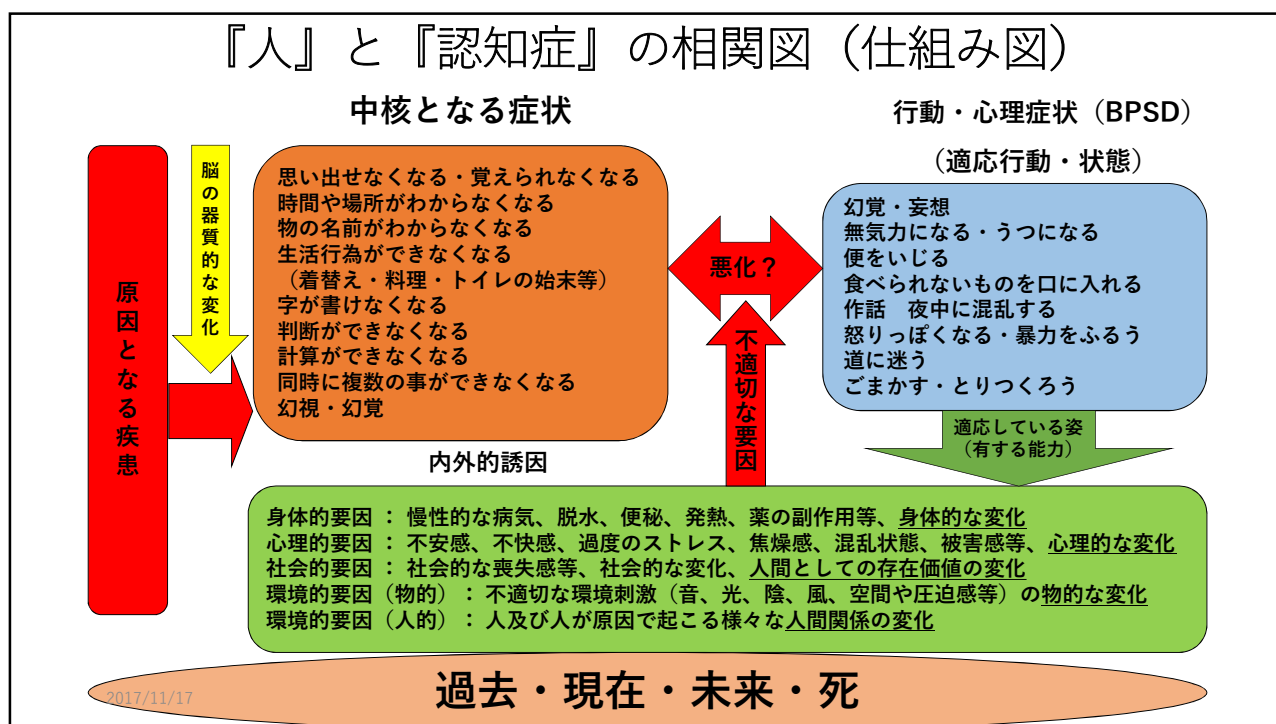 『人』と『認知症』の相関図（仕組み図）
中核となる症状
行動・心理症状（BPSD）
（適応行動・状態）
原因となる疾患
脳の器質的な変化
思い出せなくなる・覚えられなくなる
時間や場所がわからなくなる
物の名前がわからなくなる
生活行為ができなくなる
（着替え・料理・トイレの始末等）
字が書けなくなる
判断ができなくなる
計算ができなくなる
同時に複数の事ができなくなる
幻視・幻覚
悪化？
不適切な要因
幻覚・妄想
無気力になる・うつになる
便をいじる
食べられないものを口に入れる
作話　夜中に混乱する
怒りっぽくなる・暴力をふるう
道に迷う
ごまかす・とりつくろう
適応している姿
（有する能力）
内外的誘因
身体的要因 ： 慢性的な病気、脱水、便秘、発熱、薬の副作用等、身体的な変化
心理的要因 ： 不安感、不快感、過度のストレス、焦燥感、混乱状態、被害感等、心理的な変化
社会的要因 ： 社会的な喪失感等、社会的な変化、人間としての存在価値の変化
環境的要因（物的） ： 不適切な環境刺激（音、光、陰、風、空間や圧迫感等）の物的な変化
環境的要因（人的） ： 人及び人が原因で起こる様々な人間関係の変化
過去・現在・未来・死
2017/11/17